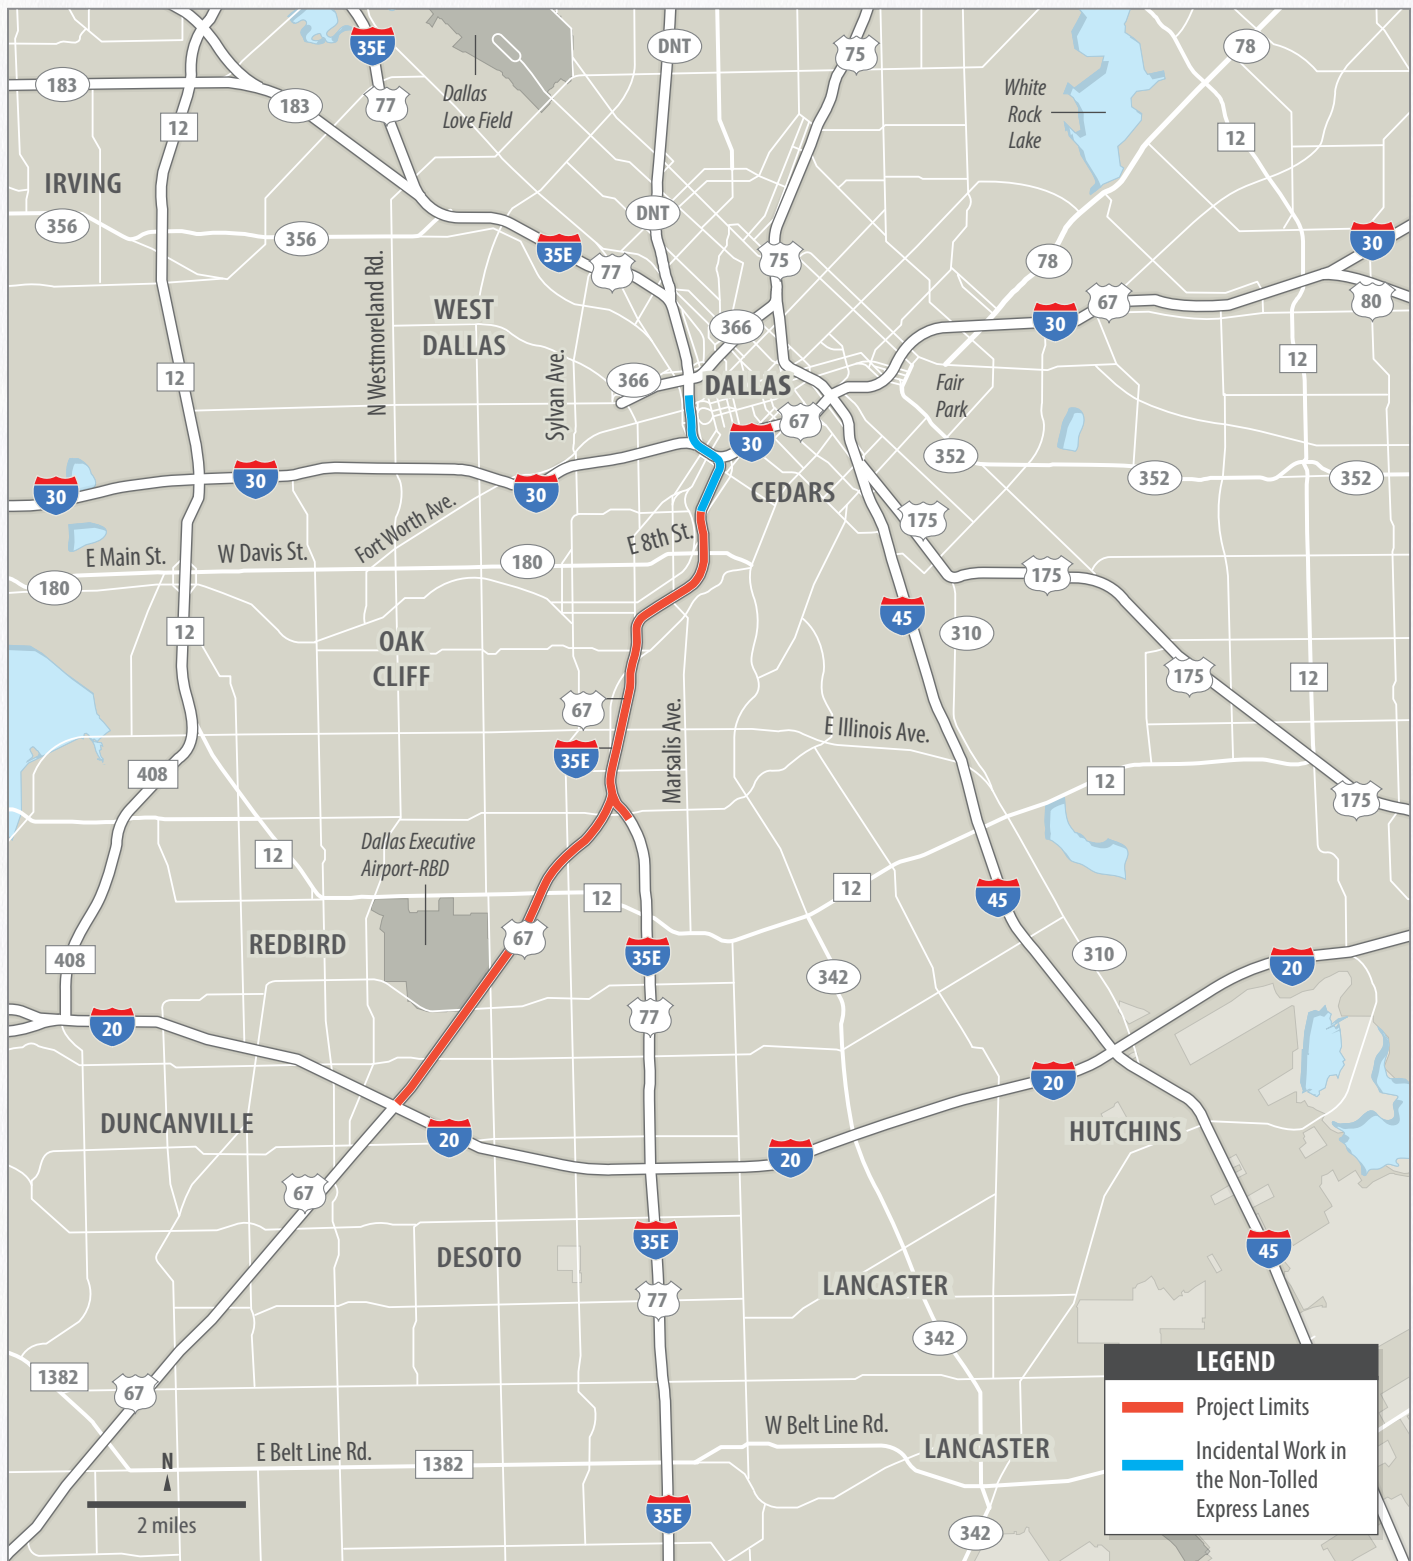 35E
DNT
75
78
183
77
183
Dallas
Love Field
White
Rock
Lake
12
12
IRVING
356
356
DNT
35E
77
75
78
30
80
67
30
N Westmoreland Rd.
WEST
DALLAS
Sylvan Ave.
366
366
DALLAS
12
12
Fair
Park
67
30
352
352
352
30
30
30
CEDARS
175
E Main St.
W Davis St.
Fort Worth Ave.
E 8th St.
180
180
175
12
OAK
CLIFF
45
310
175
12
67
35E
Marsalis Ave.
E Illinois Ave.
408
12
175
12
Dallas Executive
Airport-RBD
12
12
45
REDBIRD
67
35E
408
342
310
20
20
77
20
DUNCANVILLE
20
20
HUTCHINS
67
35E
45
DESOTO
77
LANCASTER
342
1382
67
W Belt Line Rd.
LANCASTER
E Belt Line Rd.
1382
N
2 miles
35E
342
LEGEND
Project Limits
Incidental Work in
the Non-Tolled
Express Lanes